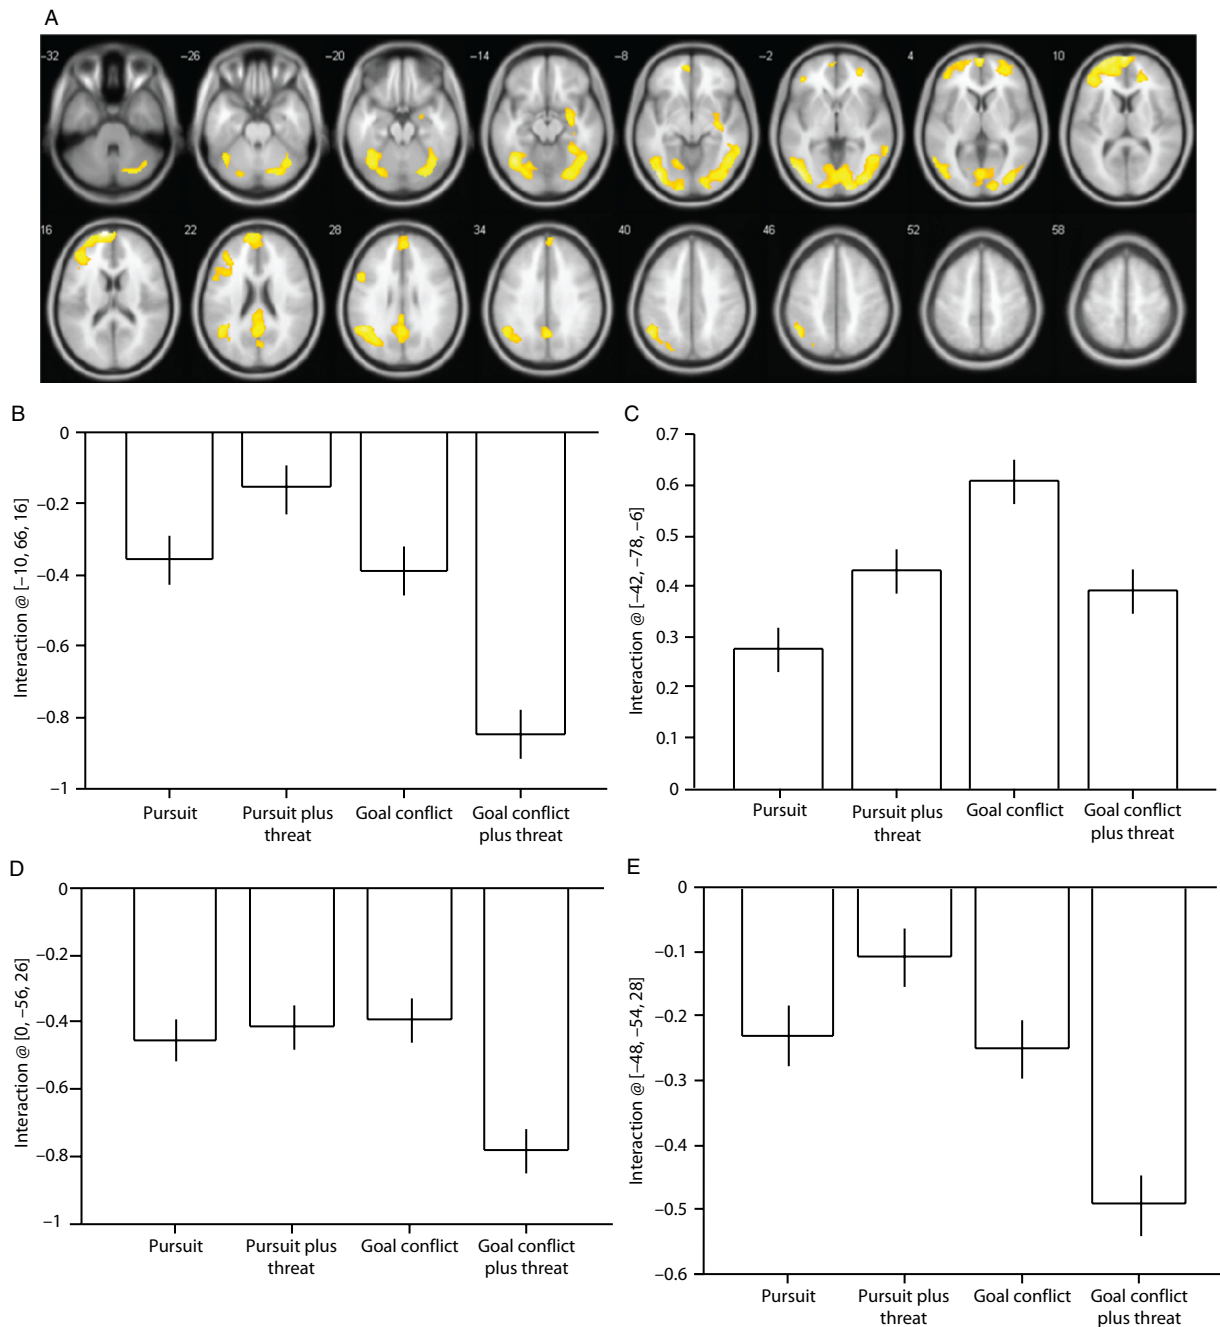 A
−32 −26 −20 −14 −8 −2 4 10
16 22 28 34 40 46 52 58
B
Interaction @ [−10, 66, 16]
0
−0.2
−0.4
−0.6
−0.8
−1
Pursuit
Pursuit plus
threat
Goal conflict
Goal conflict
plus threat
C
Interaction @ [−42, −78, −6]
0.7
0.6
0.5
0.4
0.3
0.2
0.1
0
Pursuit
Pursuit plus
threat
Goal conflict
Goal conflict
plus threat
D
Interaction @ [0, −56, 26]
0
−0.2
−0.4
−0.6
−0.8
−1
Pursuit
Pursuit plus
threat
Goal conflict
Goal conflict
plus threat
E
Interaction @ [−48, −54, 28]
0
−0.1
−0.2
−0.3
−0.4
−0.5
−0.6
Pursuit
Pursuit plus
threat
Goal conflict
Goal conflict
plus threat